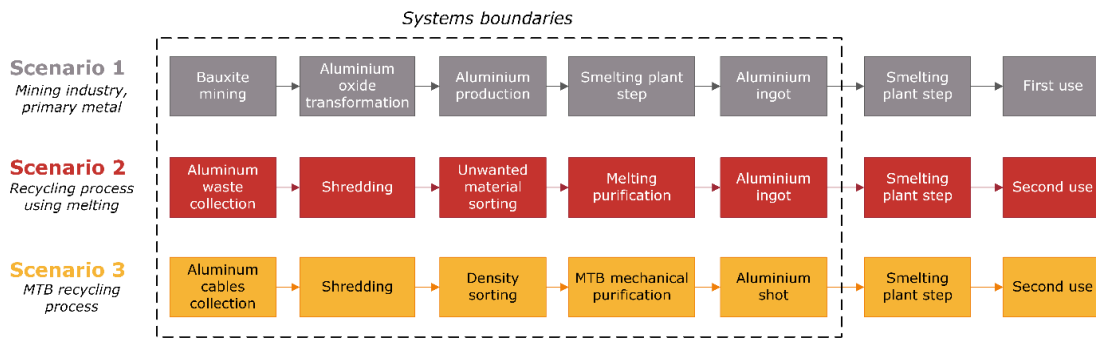 Systems boundaries
Scenario 1
Mining industry,
primary metal
Bauxite
mining
Aluminium
oxide
transformation
Aluminium
production
Smelting plant
step
Aluminium
ingot
Smelting
plant step
First use
Scenario 2
Recycling process
using melting
Aluminum
waste
collection
Shredding
Unwanted
material
sorting
Melting
purification
Aluminium
ingot
Smelting
plant step
Second use
Scenario 3
MTB recycling
process
Aluminum
cables
collection
Shredding
Density
sorting
MTB mechanical
purification
Aluminium
shot
Smelting
plant step
Second use